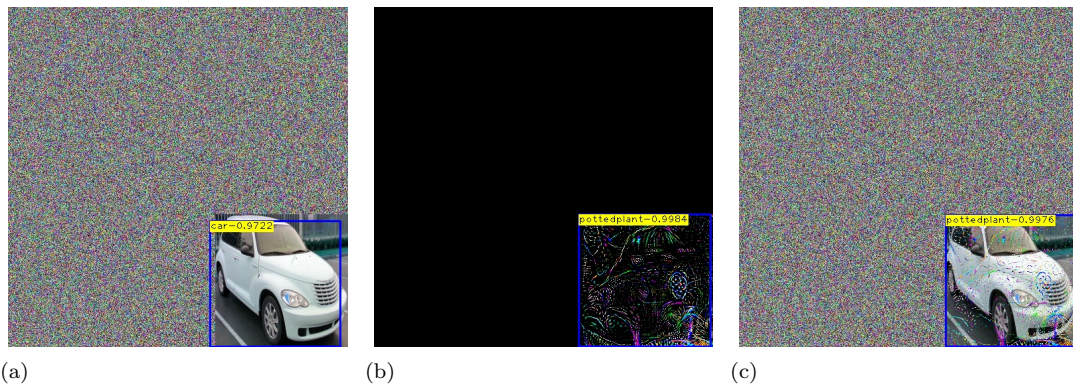 car-0.9722
pottedplant-0.9984
pottedplant-0.9976
(a)
(b)
(c)